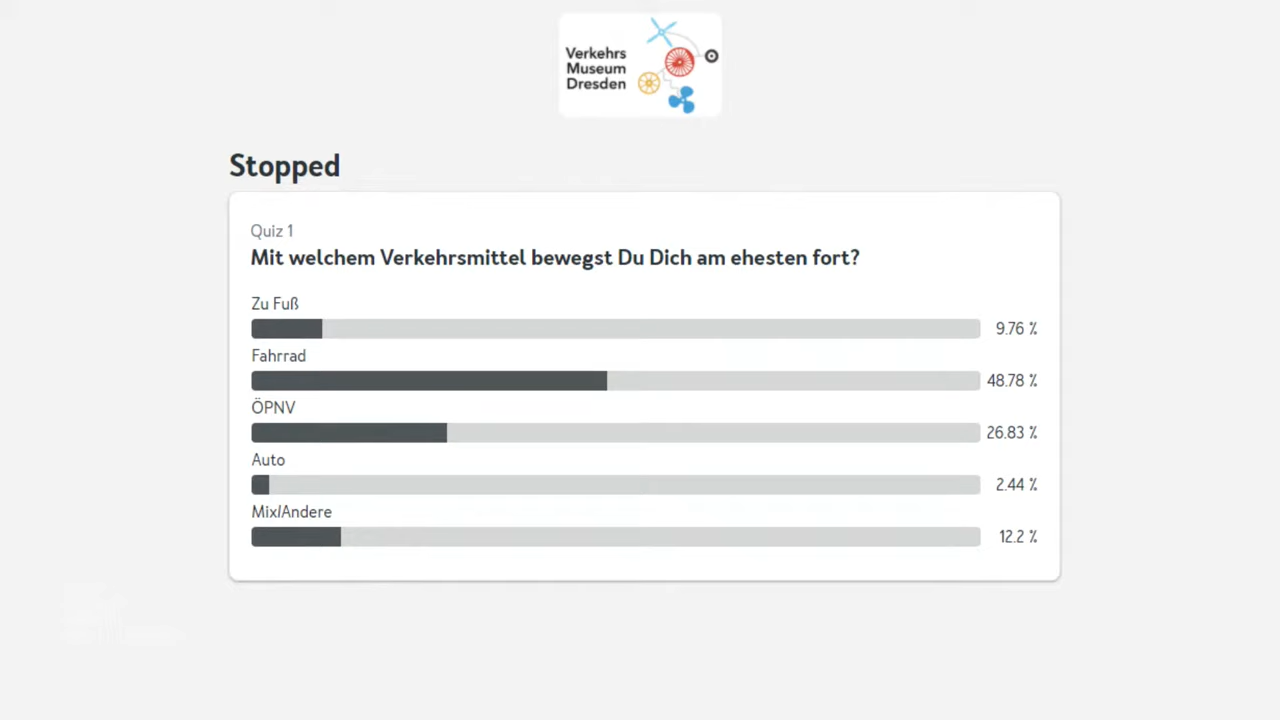 Verkehrs
Museum
Dresden
Stopped
Quiz 1
Mit welchem Verkehrsmittel bewegst Du Dich am ehesten fort?
Zu Fuß
9.76 %
Fahrrad
48.78 %
ÖPNV
26.83 %
Auto
2.44 %
Mix/Andere
12.2 %